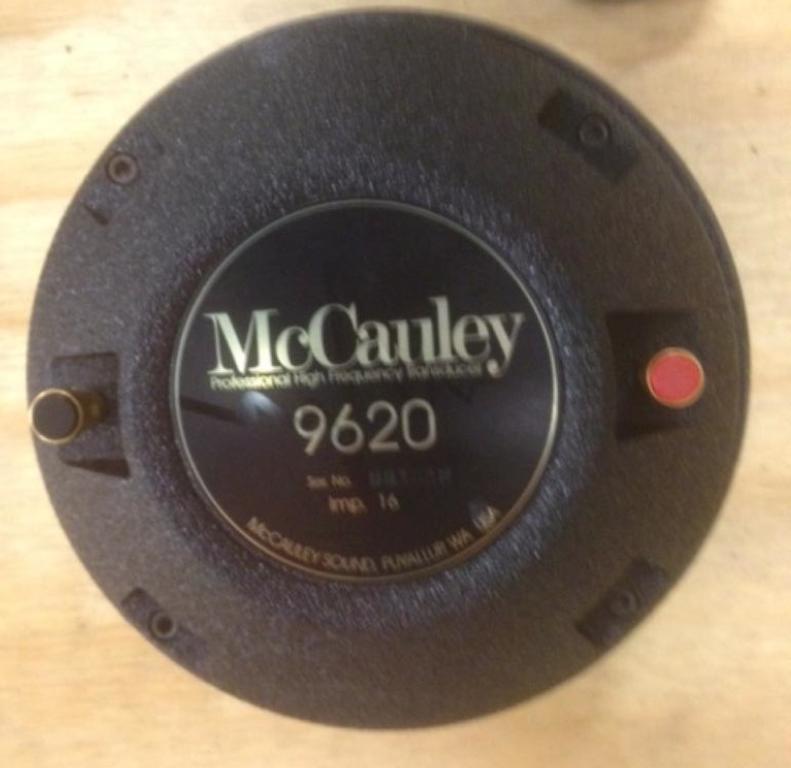 McCauley
Professional High Frequency Transducer
9620
Ser. No.
Imp. 16
McCAULEY SOUND, PUYALLUP, WA USA